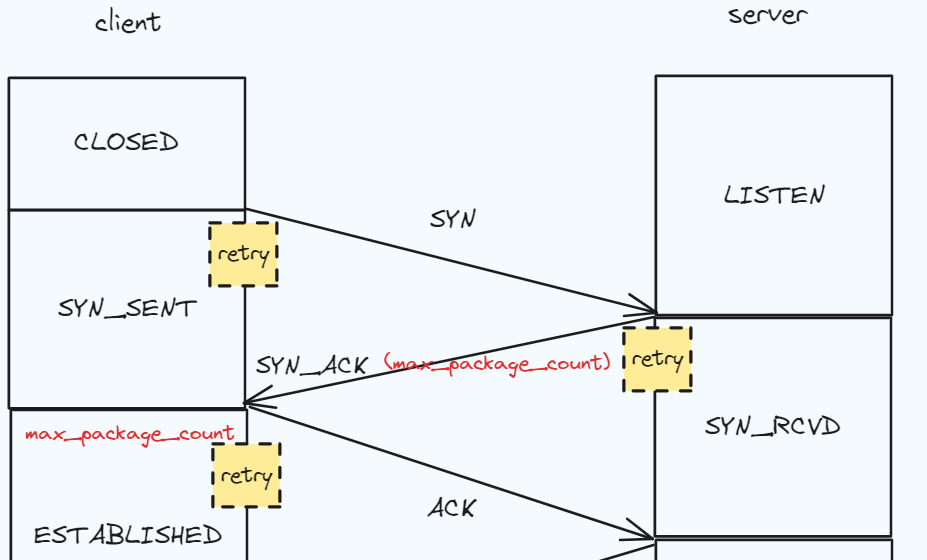 client
server
CLOSED
LISTEN
SYN
retry
SYN_SENT
SYN_ACK (max_package_count)
retry
max_package_count
SYN_RCVD
retry
ACK
ESTABLISHED